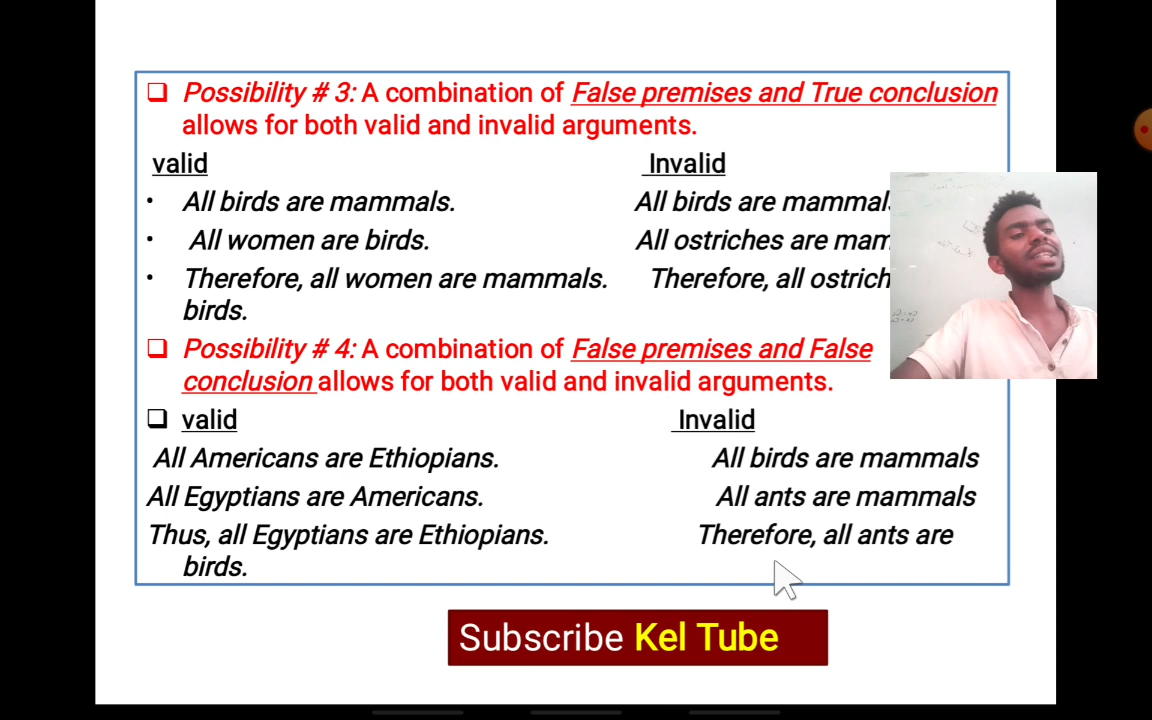 Possibility # 3: A combination of False premises and True conclusion
allows for both valid and invalid arguments.
valid Invalid
• All birds are mammals. All birds are
• All women are birds. All ostriches are
• Therefore, all women are mammals. Therefore, all
birds.
Possibility # 4: A combination of False premises and False
conclusion allows for both valid and invalid arguments.
valid Invalid
All Americans are Ethiopians. All birds are mammals
All Egyptians are Americans. All ants are mammals
Thus, all Egyptians are Ethiopians. Therefore, all ants are
birds.
Subscribe Kel Tube